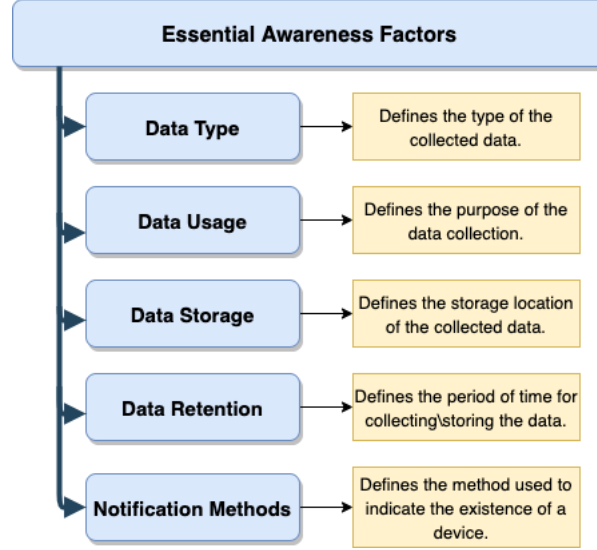 Essential Awareness Factors
Data Type
Defines the type of the
collected data.
Data Usage
Defines the purpose of the
data collection.
Data Storage
Defines the storage location
of the collected data.
Data Retention
Defines the period of time for
collecting\storing the data.
Notification Methods
Defines the method used to
indicate the existence of a
device.